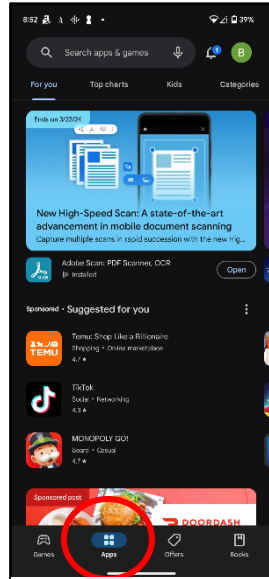 8:52
39%
Search apps & games
B
For you Top charts Kids Categories
Ends on 3/22/24
New High-Speed Scan: A state-of-the-art
advancement in mobile document scanning
Capture multiple scans in rapid succession with the new Hig...
Adobe Scan: PDF Scanner, OCR
Installed
Open
Sponsored • Suggested for you
Temu: Shop Like a Billionaire
Shopping • Online marketplace
4.7 ★
TEMU
TikTok
Social • Networking
4.3 ★
MONOPOLY GO!
Board • Casual
4.7 ★
Sponsored post
DOORDASH
Games Apps Offers Books